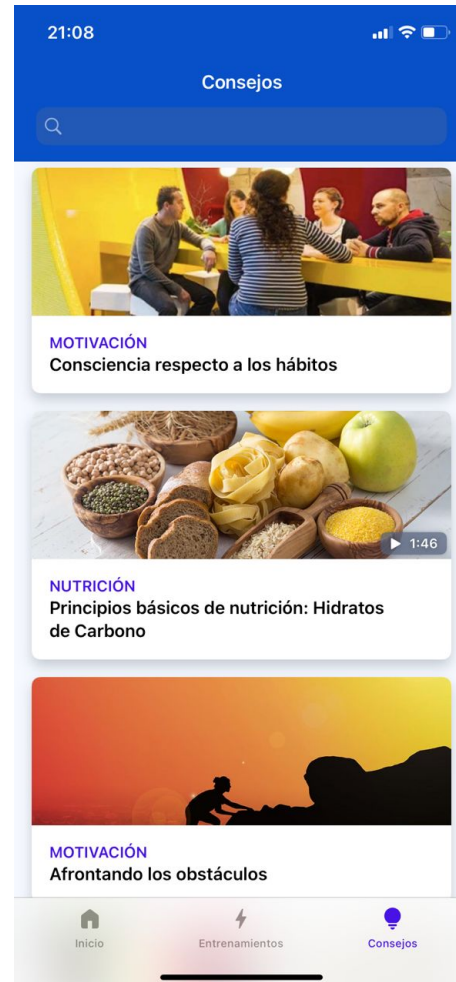 21:08
Consejos
MOTIVACIÓN
Consciencia respecto a los hábitos
1:46
NUTRICIÓN
Principios básicos de nutrición: Hidratos
de Carbono
MOTIVACIÓN
Afrontando los obstáculos
Inicio
Entrenamientos
Consejos